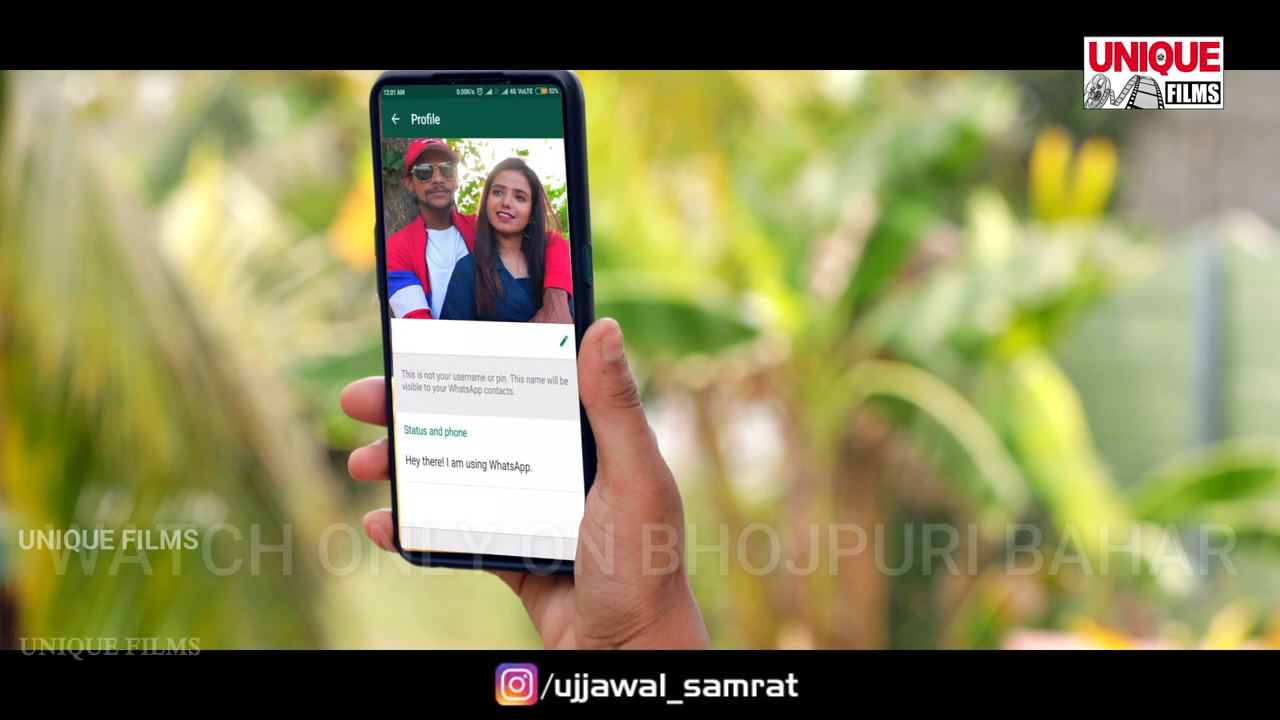 UNIQUE
FILMS
12:01 AM 0.00K/s 4G VoLTE 52%
Profile
This is not your username or pin. This name will be
visible to your WhatsApp contacts.
Status and phone
Hey there! I am using WhatsApp.
UNIQUE FILMS
WATCH ONLY ON BHOJPURI BAHAR
UNIQUE FILMS
/ujjawal_samrat